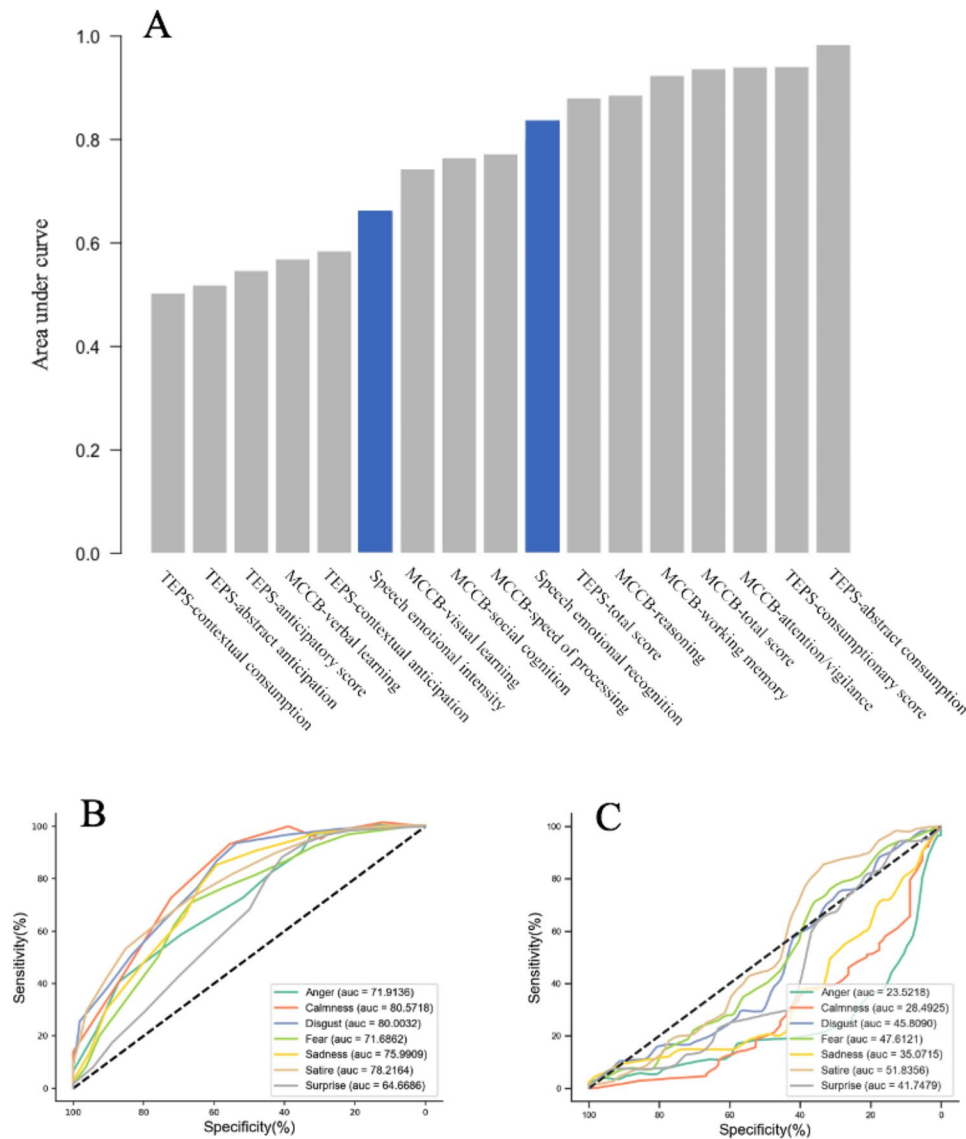 A
1.0
0.8
0.6
0.4
0.2
0.0
Area under curve
TEPS-contextual consumption
TEPS-abstract anticipation
TEPS-anticipatory score
MCCB-verbal learning
TEPS-contextual anticipation
Speech emotional intensity
MCCB-visual learning
MCCB-social cognition
MCCB-speed of processing
Speech emotional recognition
TEPS-total score
MCCB-reasoning
MCCB-working memory
MCCB-total score
MCCB-attention/vigilance
TEPS-consumptionary score
TEPS-abstract consumption
B
100
80
60
40
20
0
Sensitivity(%)
Anger (auc = 71.9136)
Calmness (auc = 80.5718)
Disgust (auc = 80.0032)
Fear (auc = 71.6862)
Sadness (auc = 75.9909)
Satire (auc = 78.2164)
Surprise (auc = 64.6686)
100 80 60 40 20 0
Specificity(%)
C
100
80
60
40
20
0
Sensitivity(%)
Anger (auc = 23.5218)
Calmness (auc = 28.4925)
Disgust (auc = 45.8090)
Fear (auc = 47.6121)
Sadness (auc = 35.0715)
Satire (auc = 51.8356)
Surprise (auc = 41.7479)
100 80 60 40 20 0
Specificity(%)